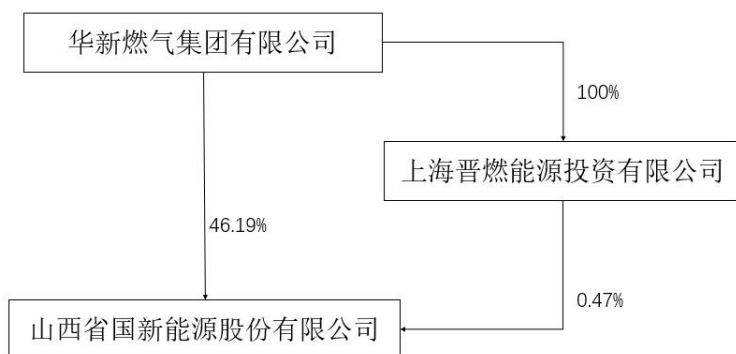 华新燃气集团有限公司
100%
上海晋燃能源投资有限公司
46.19%
0.47%
山西省国新能源股份有限公司